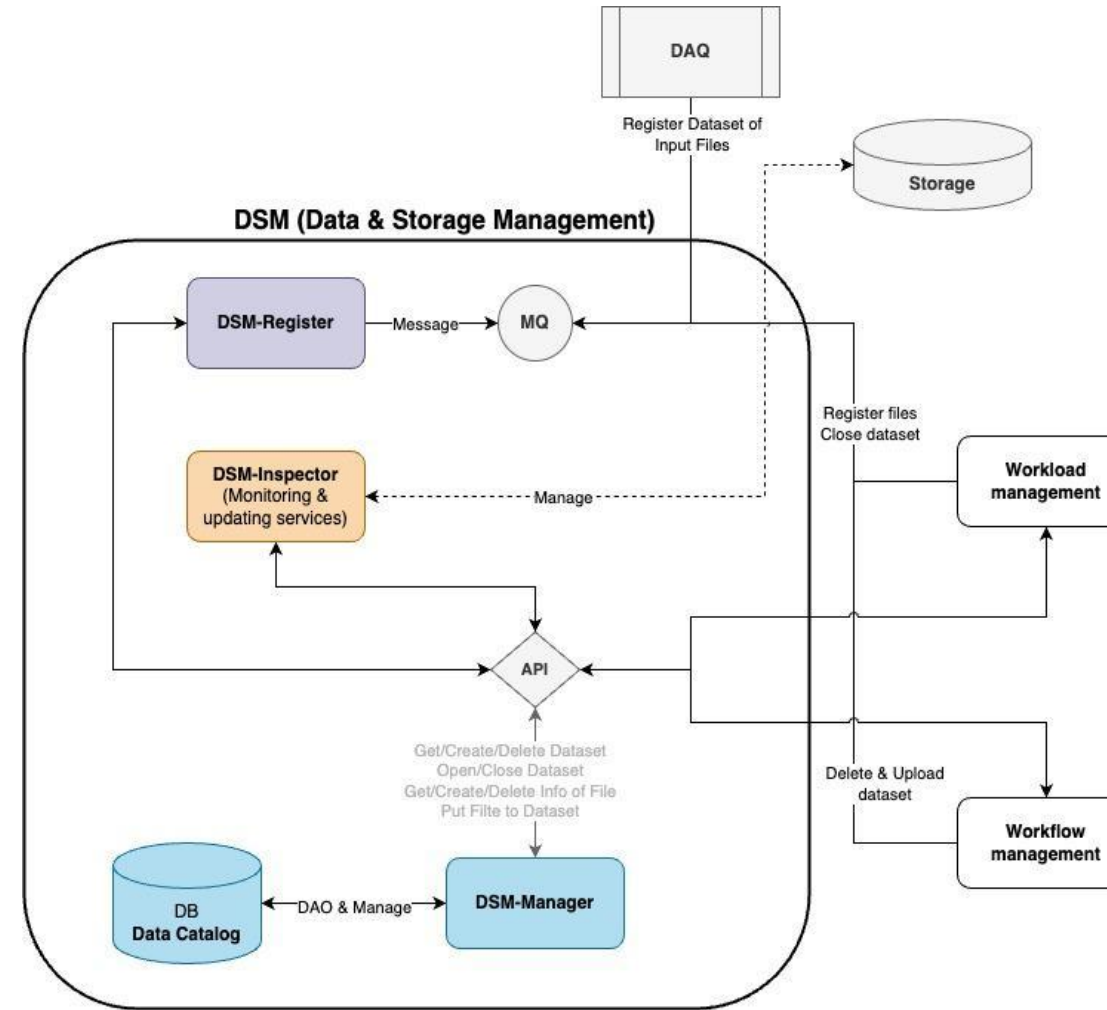 DAQ
Register Dataset of
Input Files
Storage
DSM (Data & Storage Management)
DSM-Register
Message
MQ
Register files
Close dataset
Workload
management
DSM-Inspector
(Monitoring &
updating services)
Manage
API
Get/Create/Delete Dataset
Open/Close Dataset
Get/Create/Delete Info of File
Put Filte to Dataset
Delete & Upload
dataset
Workflow
management
DB
Data Catalog
DAO & Manage
DSM-Manager